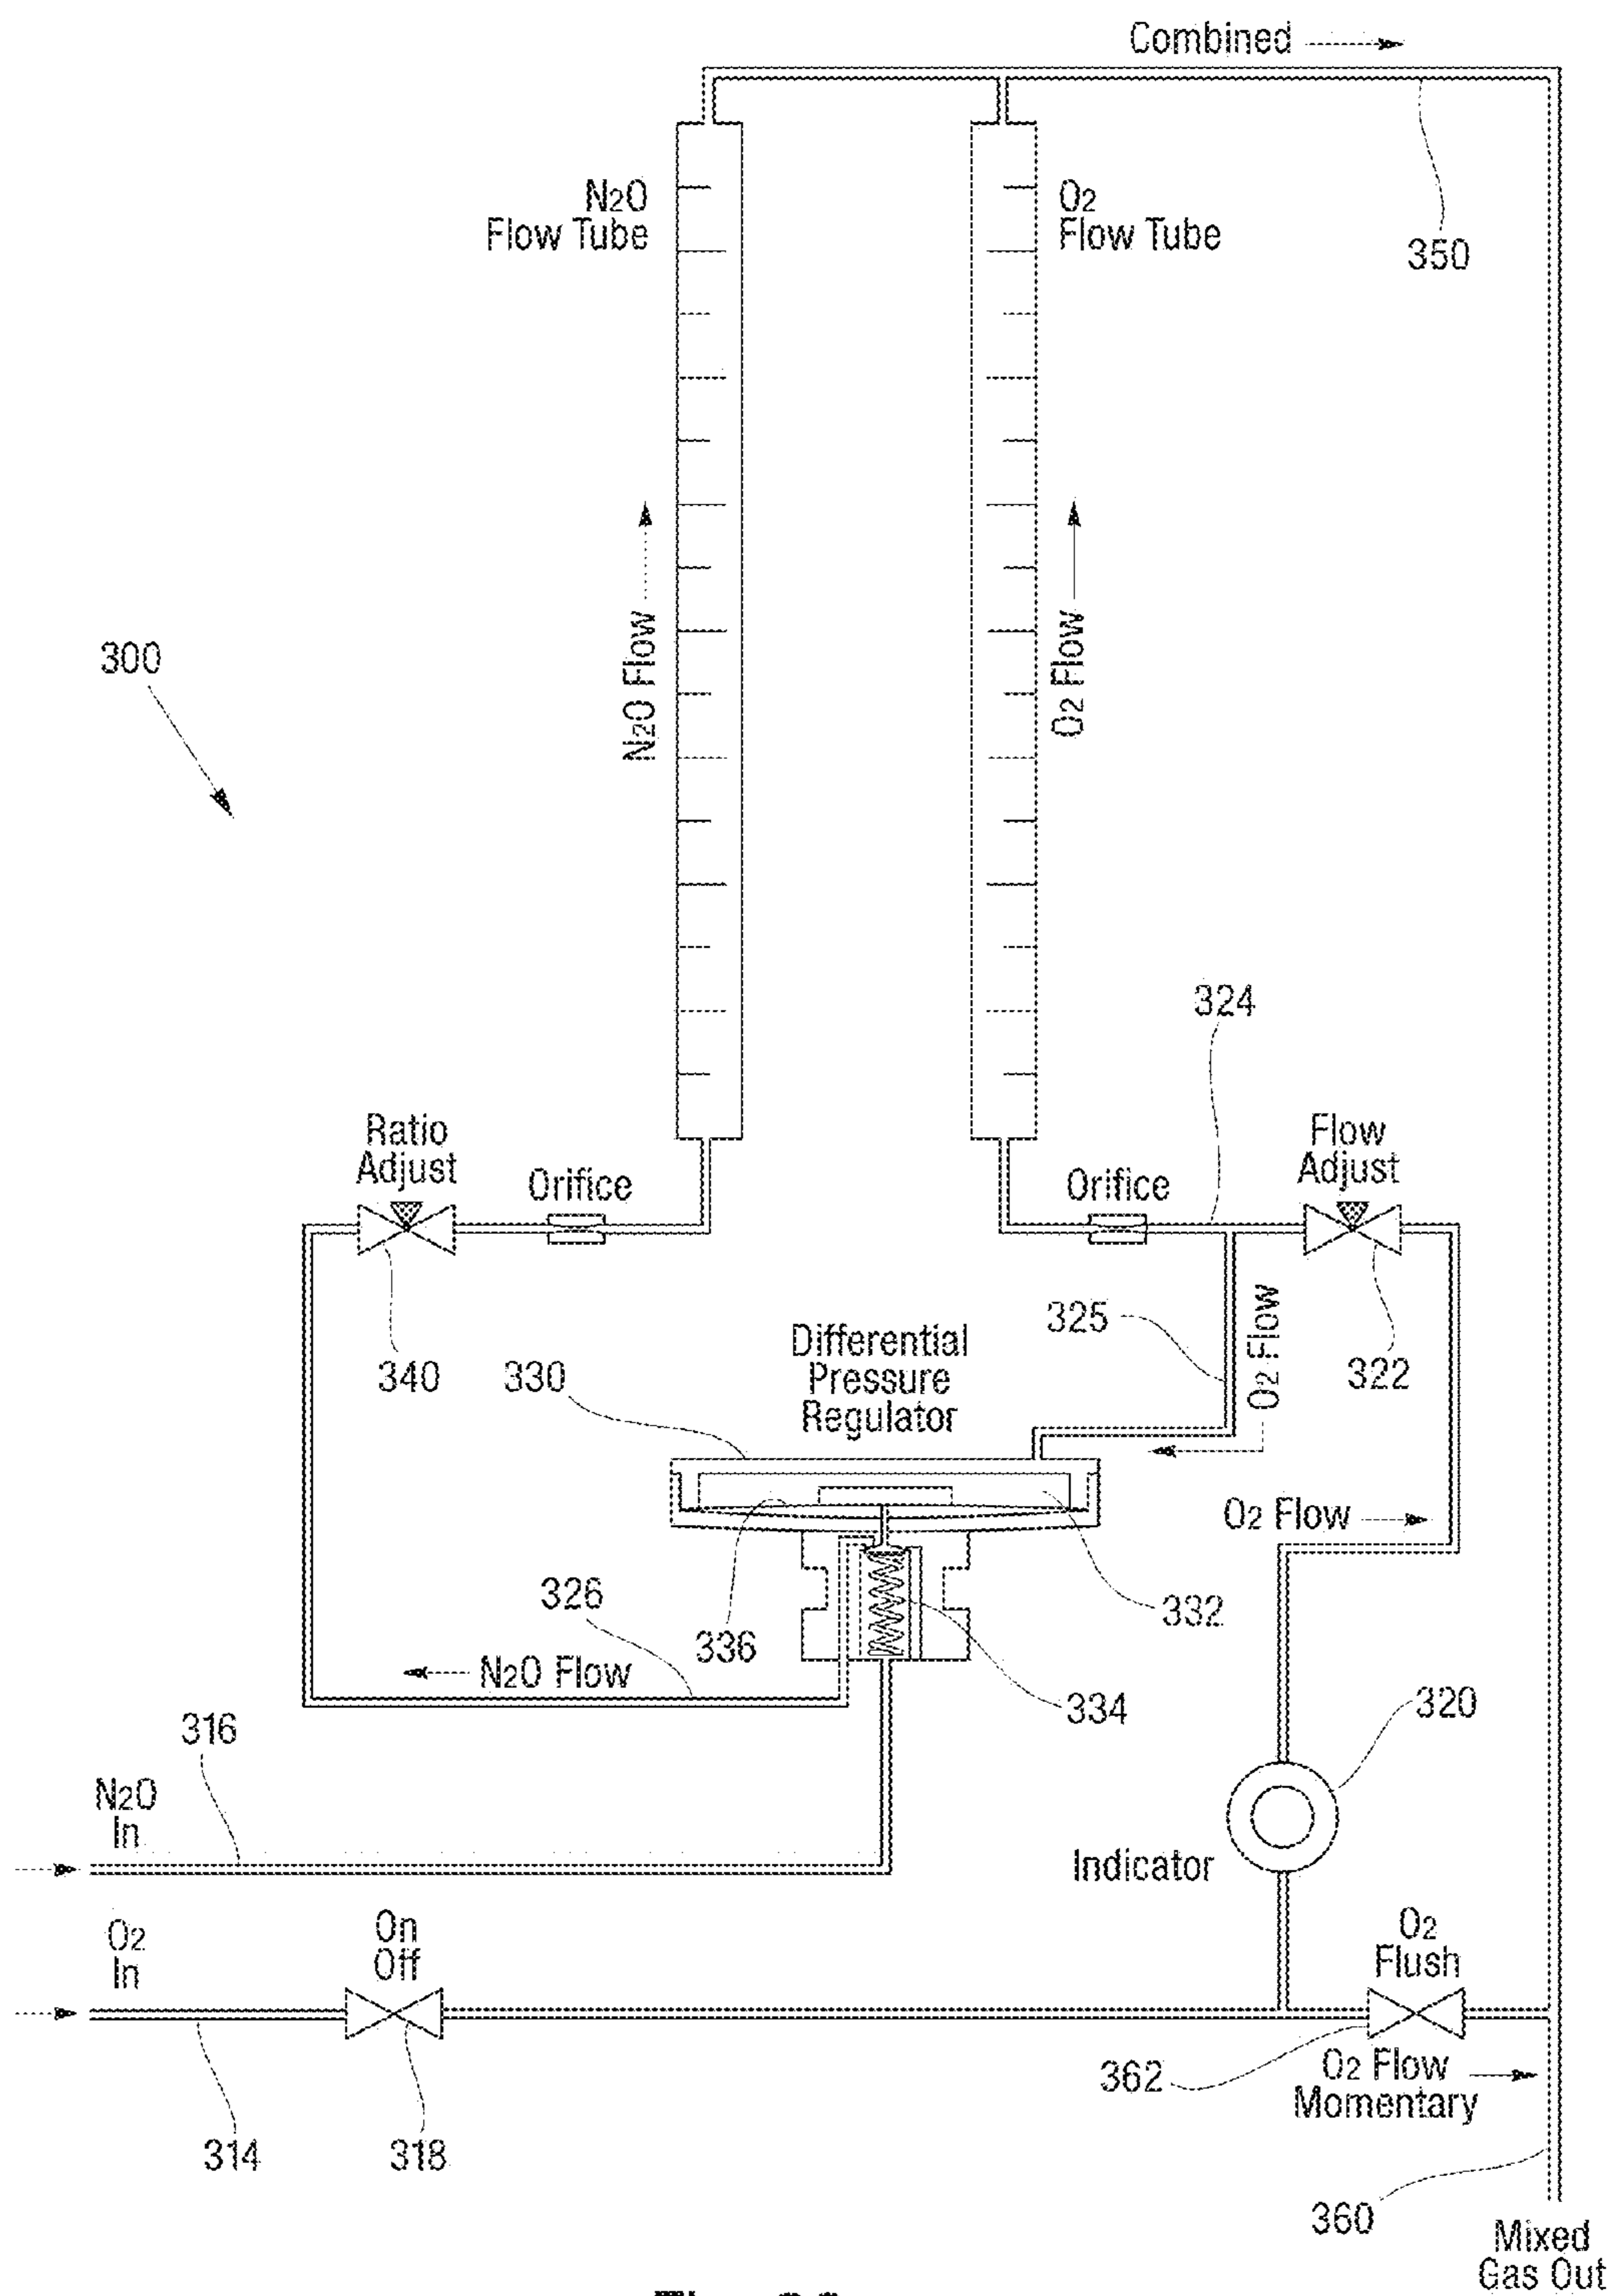 Combined
N2O
Flow Tube
O2
Flow Tube
350
N2O Flow
O2 Flow
300
324
Ratio
Adjust
Orifice
Orifice
Flow
Adjust
340
330
Differential
Pressure
Regulator
325
O2 Flow
322
O2 Flow
326
336
332
N2O Flow
334
320
316
N2O
In
Indicator
O2
In
On
Off
O2
Flush
362
O2 Flow
Momentary
314
318
360
Mixed
Gas Out